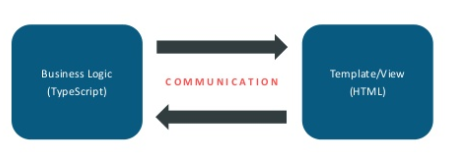 Business Logic
(TypeScript)
COMMUNICATION
Template/View
(HTML)